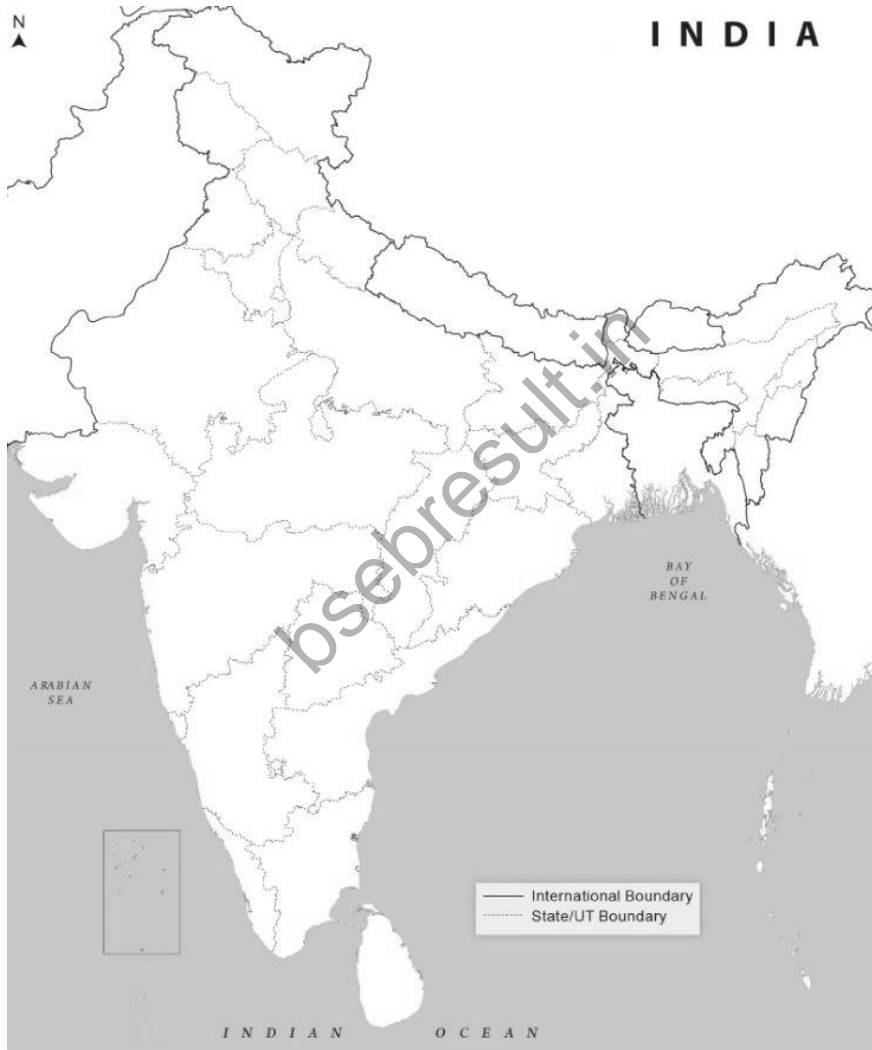 N
INDIA
bsebresult.in
BAY
OF
BENGAL
ARABIAN
SEA
International Boundary
State/UT Boundary
INDIAN OCEAN